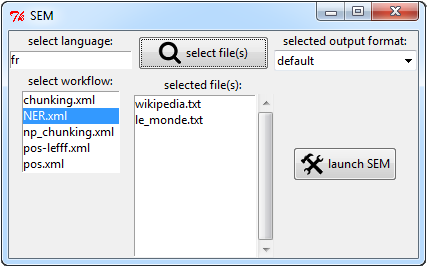 SEM
select language:
select file(s)
selected output format:
fr
default
select workflow:
selected file(s):
chunking.xml
NER.xml
np_chunking.xml
pos-lefff.xml
pos.xml
wikipedia.txt
le_monde.txt
launch SEM